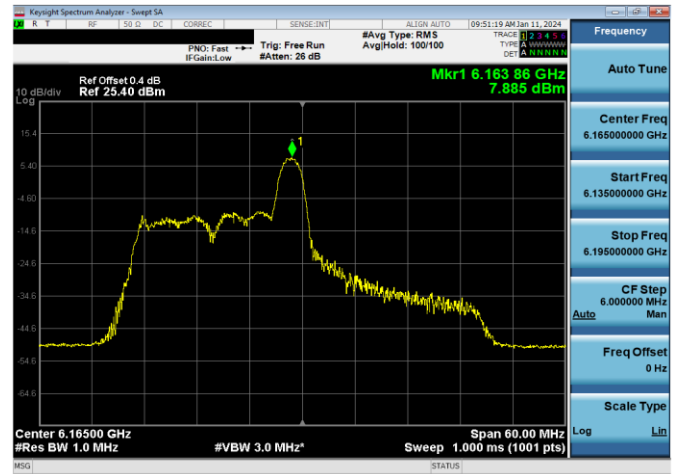 Keysight Spectrum Analyzer - Swept SA
LXI R T RF 50 Ω DC CORREC SENSE:INT ALIGN AUTO 09:51:19 AM Jan 11, 2024
PNO: Fast
IFGain:Low
Trig: Free Run
#Atten: 26 dB
#Avg Type: RMS
Avg|Hold: 100/100
TRACE 1 2 3 4 5 6
TYPE A WWWWW
DET A N N N N N
Ref Offset 0.4 dB
10 dB/div Ref 25.40 dBm
Log
Mkr1 6.163 86 GHz
7.885 dBm
1
15.4
5.40
-4.60
-14.6
-24.6
-34.6
-44.6
-54.6
-64.6
Center 6.16500 GHz Span 60.00 MHz
#Res BW 1.0 MHz #VBW 3.0 MHz* Sweep 1.000 ms (1001 pts)
MSG STATUS
Frequency
Auto Tune
Center Freq
6.165000000 GHz
Start Freq
6.135000000 GHz
Stop Freq
6.195000000 GHz
CF Step
6.000000 MHz
Auto Man
Freq Offset
0 Hz
Scale Type
Log Lin